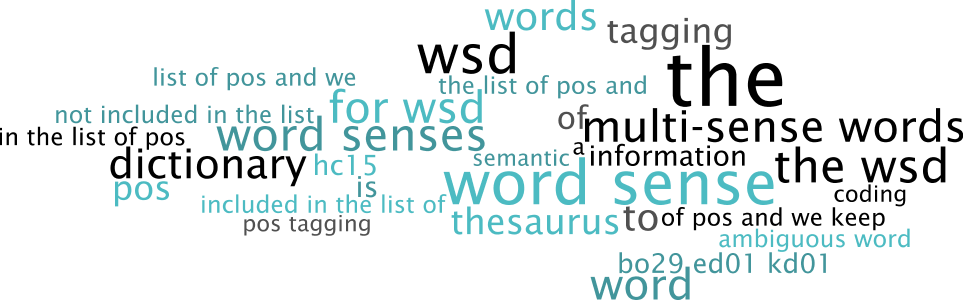 words
tagging
wsd
the
list of pos and we
the list of pos and
not included in the list
for wsd
of
multi-sense words
in the list of pos
word senses
a
dictionary
hc15
semantic
information
the wsd
pos
is
word sense
coding
included in the list of
thesaurus
to
of pos and we keep
pos tagging
ambiguous word
bo29 ed01 kd01
word